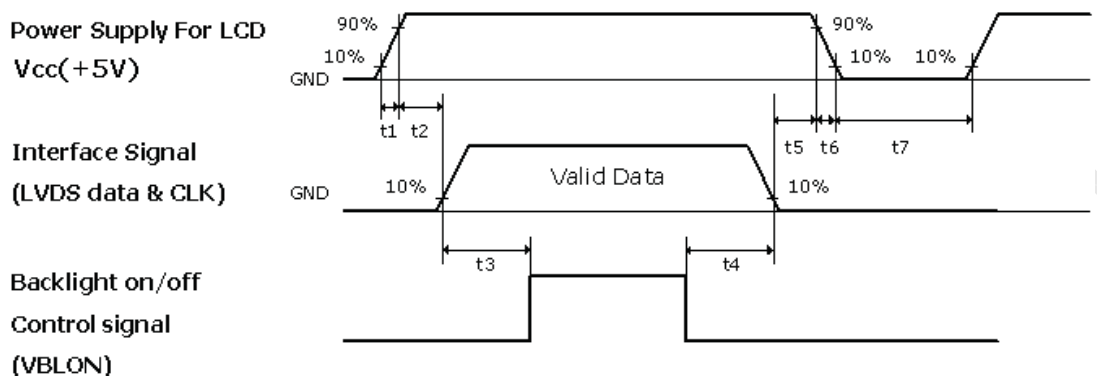 Power Supply For LCD
Vcc(+5V)
90%
10%
GND
90%
10%
10%
t1
t2
t5
t6
t7
Interface Signal
(LVDS data & CLK)
GND
10%
Valid Data
10%
t3
t4
Backlight on/off
Control signal
(VBLON)